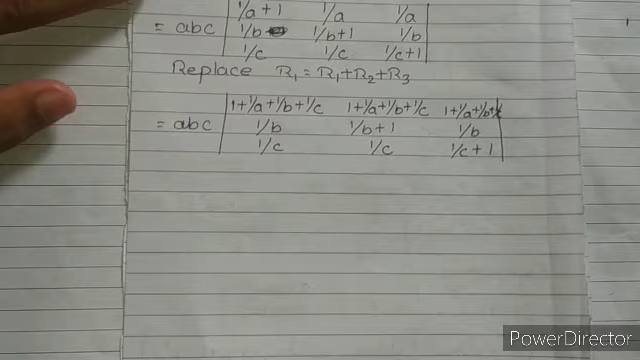 1/a + 1 1/a 1/a
= abc 1/b 1/b+1 1/b
1/c 1/c 1/c+1
Replace R₁ = R₁+R₂+R₃
1+1/a+1/b+1/c 1+1/a+1/b+1/c 1+1/a+1/b+1/c
= abc 1/b 1/b+1 1/b
1/c 1/c 1/c + 1
PowerDirector